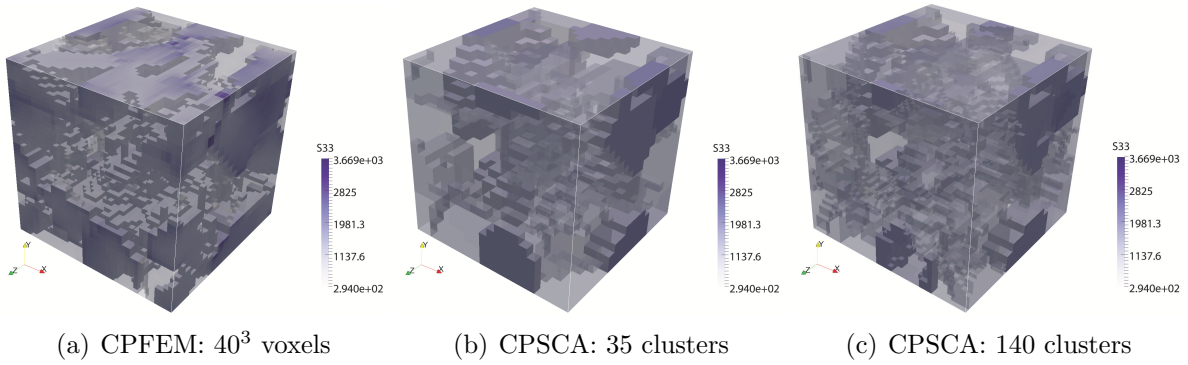 S33
3.669e+03
2825
1981.3
1137.6
2.940e+02
Y
Z
X
(a) CPFEM: 40³ voxels
S33
3.669e+03
2825
1981.3
1137.6
2.940e+02
Y
Z
X
(b) CPSCA: 35 clusters
S33
3.669e+03
2825
1981.3
1137.6
2.940e+02
Y
Z
X
(c) CPSCA: 140 clusters